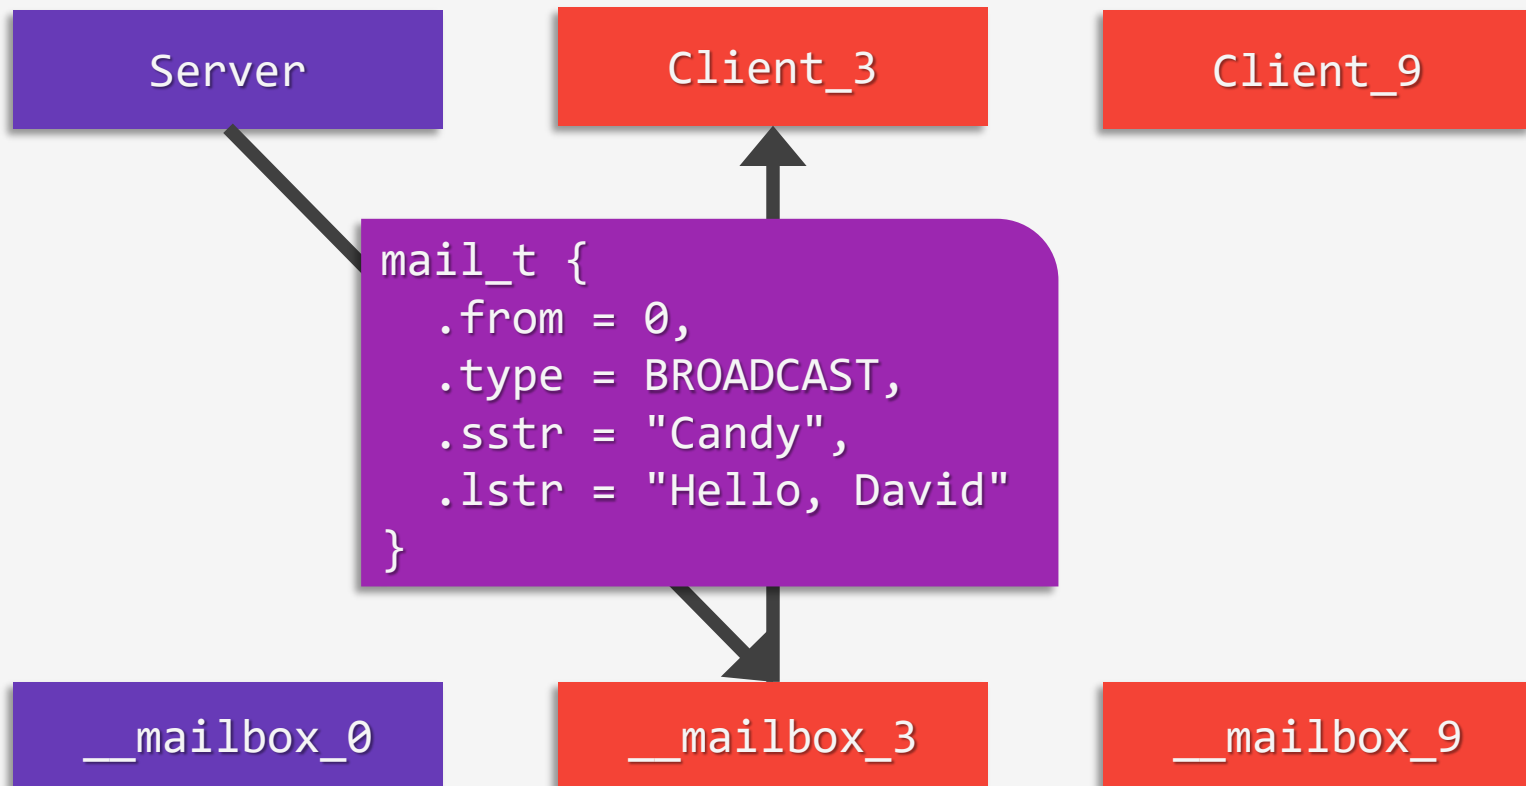 Server
Client_3
Client_9
mail_t {
  .from = 0,
  .type = BROADCAST,
  .sstr = "Candy",
  .lstr = "Hello, David"
}
__mailbox_0
__mailbox_3
__mailbox_9